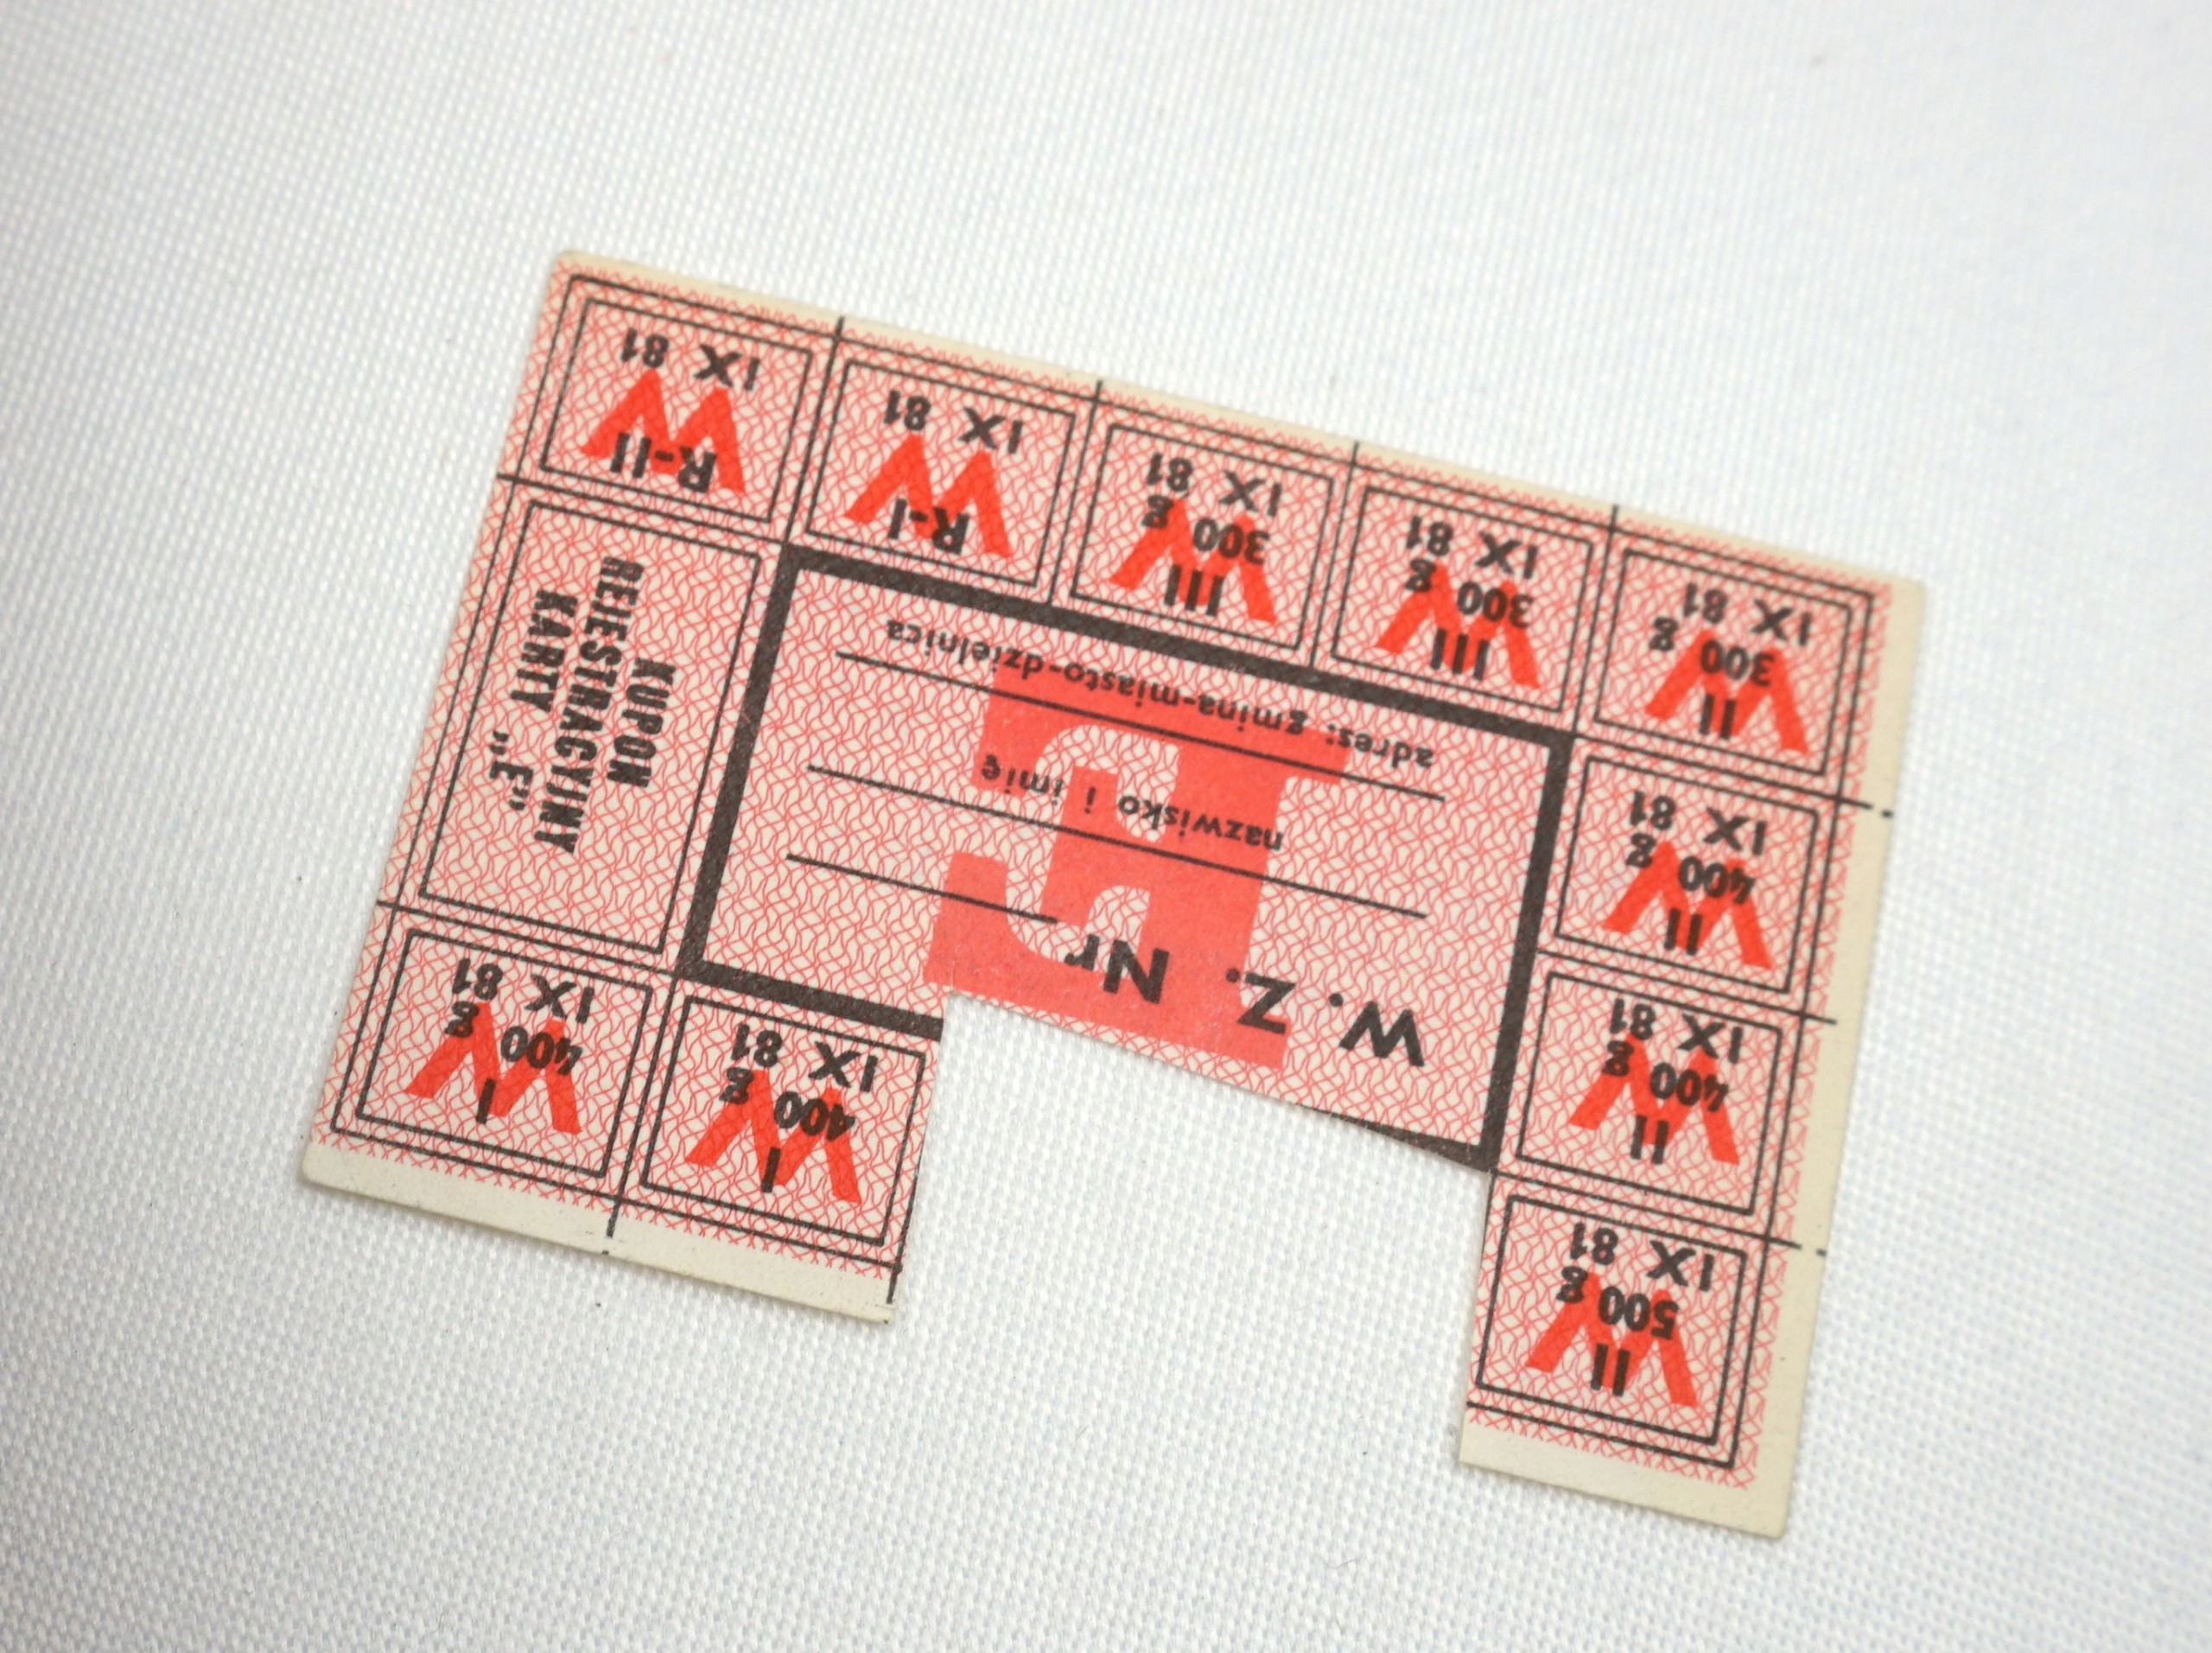 II
W
500 g
IX 81
I
W
400 g
IX 81
I
W
400 g
IX 81
II
W
400 g
IX 81
II
W
400 g
IX 81
W. Z. Nr
E
nazwisko i imię
adres: gmina-miasto-dzielnica
KUPON
REJESTRACYJNY
KARTY „E”
II
W
300 g
IX 81
III
W
300 g
IX 81
III
W
300 g
IX 81
R-I
W
IX 81
R-II
W
IX 81